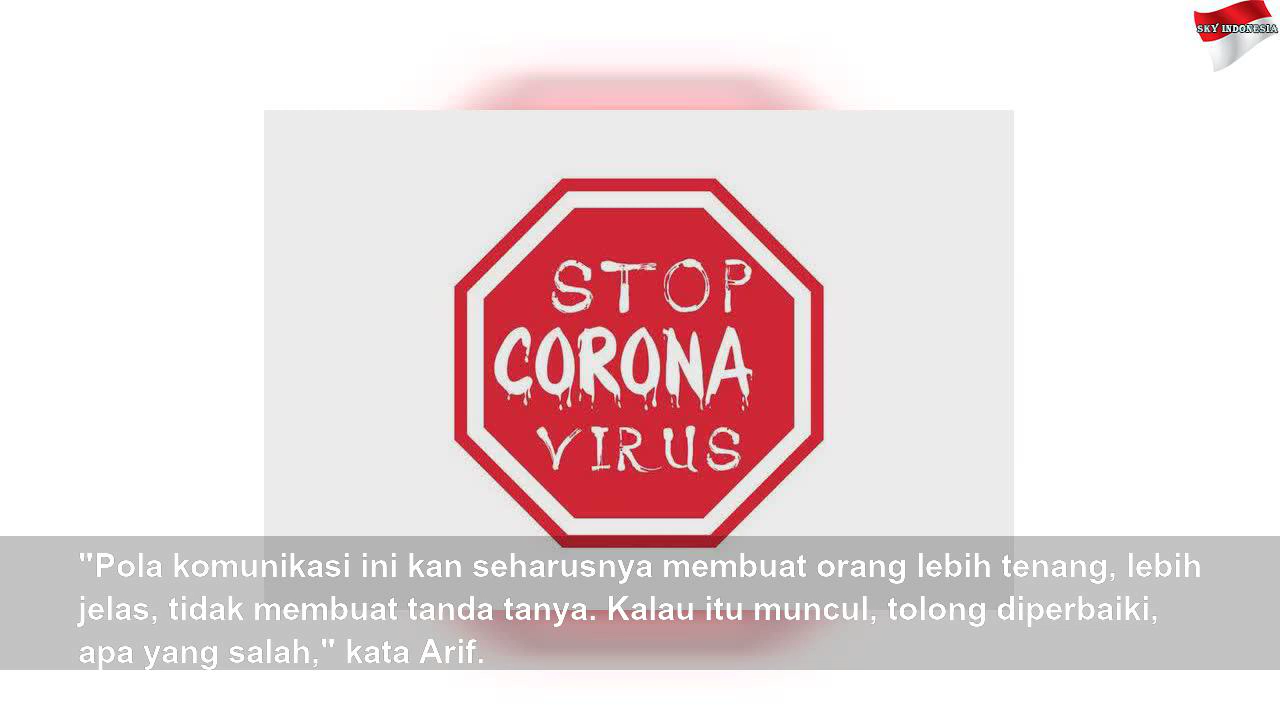 SKY INDONESIA
STOP
CORONA
VIRUS
"Pola komunikasi ini kan seharusnya membuat orang lebih tenang, lebih
jelas, tidak membuat tanda tanya. Kalau itu muncul, tolong diperbaiki,
apa yang salah," kata Arif.